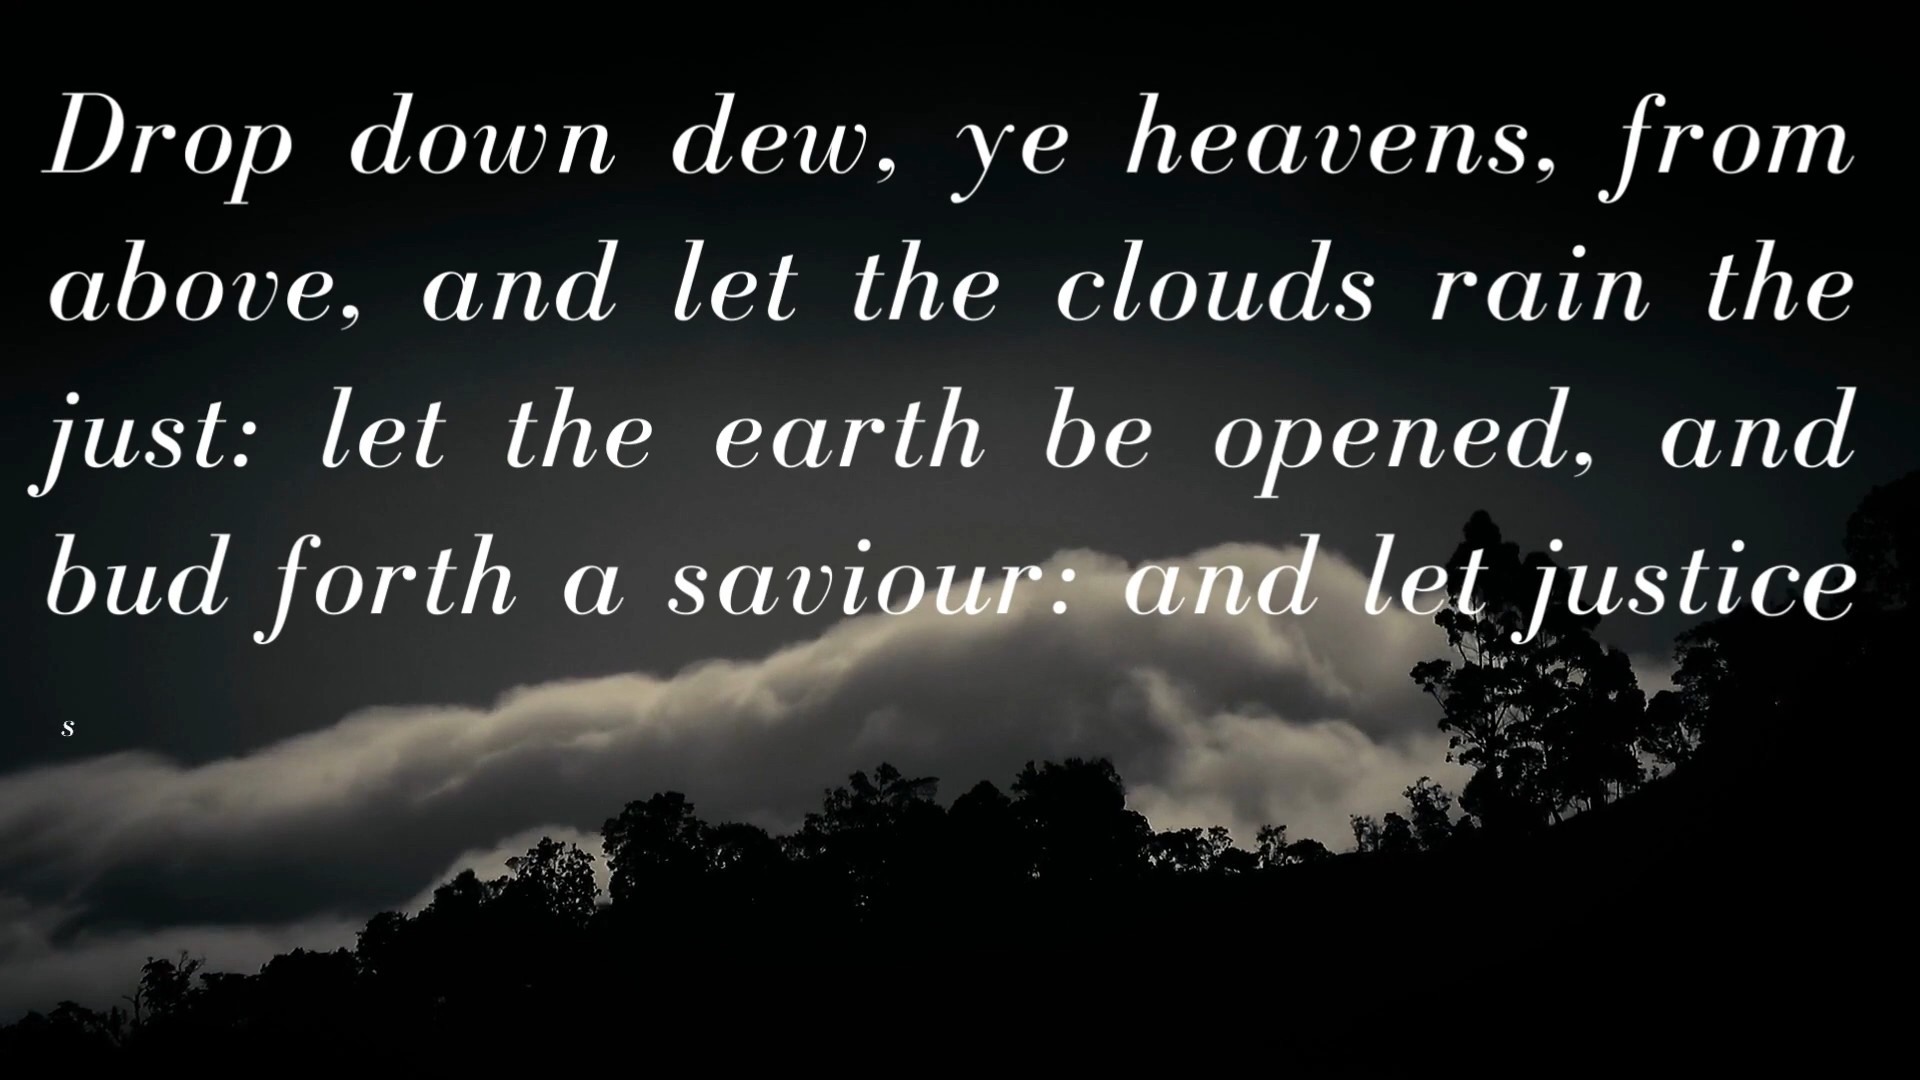 Drop down dew, ye heavens, from
above, and let the clouds rain the
just: let the earth be opened, and
bud forth a saviour: and let justice
s